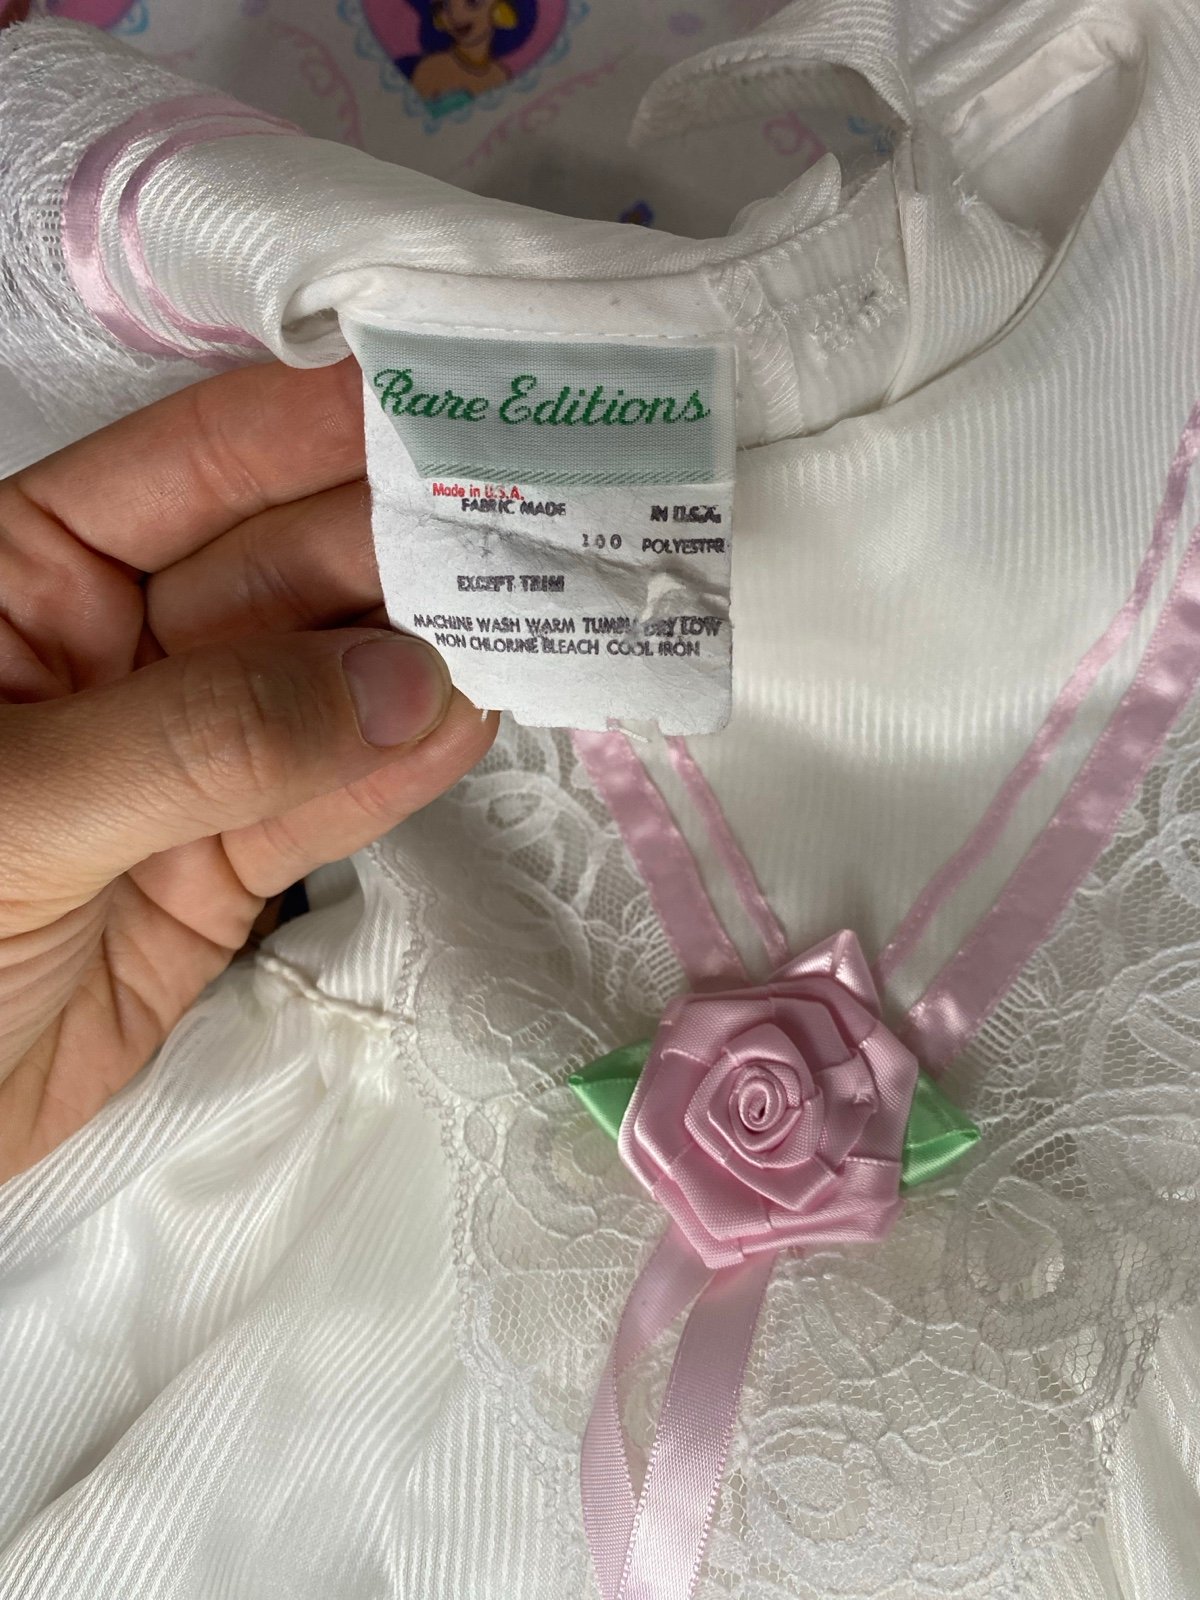 Rare Editions
Made in U.S.A.
FABRIC MADE IN U.S.A.
100 POLYESTER
EXCEPT TRIM
MACHINE WASH WARM TUMBLE DRY LOW
NON CHLORINE BLEACH COOL IRON